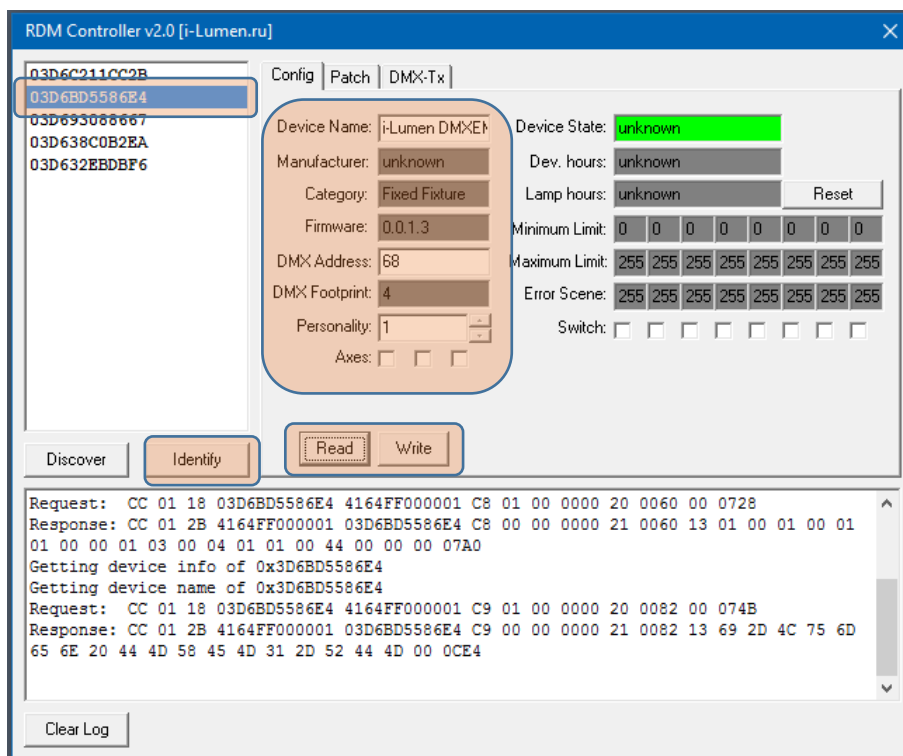 RDM Controller v2.0 [i-Lumen.ru]
03D6C211CC2B
03D6BD5586E4
03D693088667
03D638C0B2EA
03D632EBDBF6
Config Patch DMX-Tx
Device Name: i-Lumen DMXEM
Manufacturer: unknown
Category: Fixed Fixture
Firmware: 0.0.1.3
DMX Address: 68
DMX Footprint: 4
Personality: 1
Axes:
Device State: unknown
Dev. hours: unknown
Lamp hours: unknown Reset
Minimum Limit: 0 0 0 0 0 0 0 0
Maximum Limit: 255 255 255 255 255 255 255 255
Error Scene: 255 255 255 255 255 255 255 255
Switch:
Discover Identify Read Write
Request: CC 01 18 03D6BD5586E4 4164FF000001 C8 01 00 0000 20 0060 00 0728
Response: CC 01 2B 4164FF000001 03D6BD5586E4 C8 00 00 0000 21 0060 13 01 00 01 00 01
01 00 00 01 03 00 04 01 01 00 44 00 00 00 07A0
Getting device info of 0x3D6BD5586E4
Getting device name of 0x3D6BD5586E4
Request: CC 01 18 03D6BD5586E4 4164FF000001 C9 01 00 0000 20 0082 00 074B
Response: CC 01 2B 4164FF000001 03D6BD5586E4 C9 00 00 0000 21 0082 13 69 2D 4C 75 6D
65 6E 20 44 4D 58 45 4D 31 2D 52 44 4D 00 0CE4
Clear Log